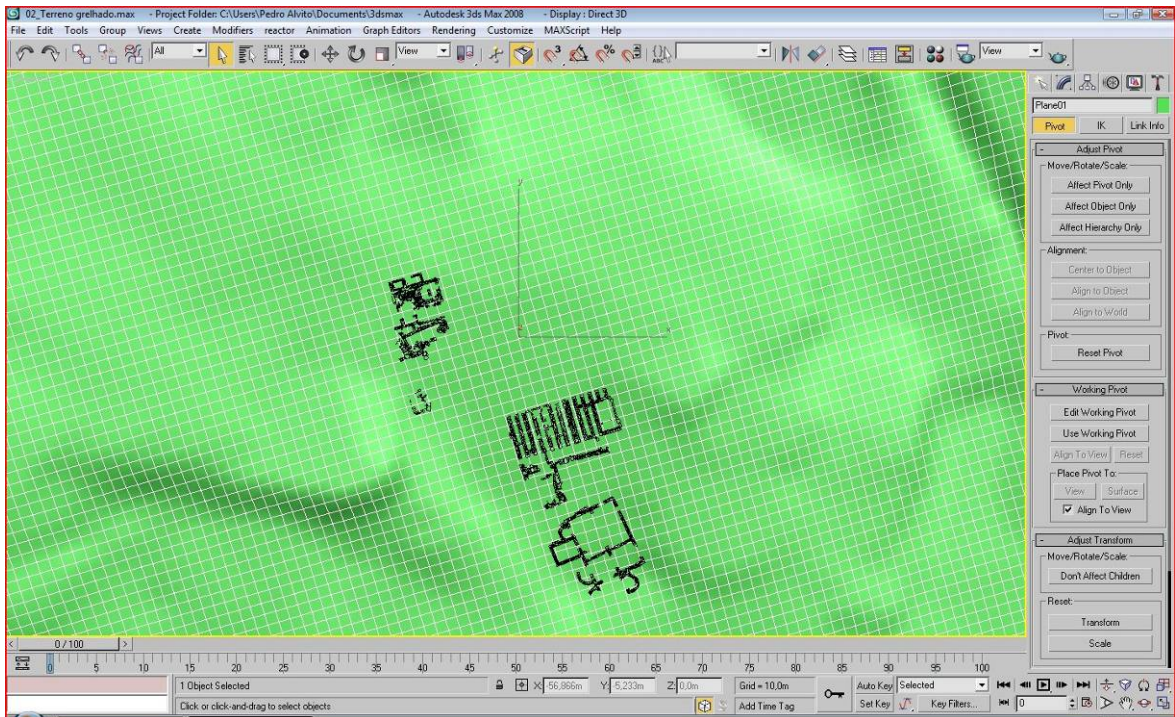 02_Terreno grelhado.max - Project Folder: C:\Users\Pedro Alvito\Documents\3dsmax - Autodesk 3ds Max 2008 - Display : Direct 3D
File Edit Tools Group Views Create Modifiers reactor Animation Graph Editors Rendering Customize MAXScript Help
All View View
Plane01
Pivot IK Link Info
- Adjust Pivot
Move/Rotate/Scale:
Affect Pivot Only
Affect Object Only
Affect Hierarchy Only
Alignment:
Center to Object
Align to Object
Align to World
Pivot:
Reset Pivot
- Working Pivot
Edit Working Pivot
Use Working Pivot
Align To View Reset
Place Pivot To:
View Surface
Align To View
- Adjust Transform
Move/Rotate/Scale:
Don't Affect Children
Reset:
Transform
Scale
y
x
< 0 / 100 >
0 5 10 15 20 25 30 35 40 45 50 55 60 65 70 75 80 85 90 95 100
1 Object Selected X: -56,866m Y: -5,233m Z: 0,0m Grid = 10,0m Auto Key Selected
Click or click-and-drag to select objects Add Time Tag Set Key Key Filters... 0